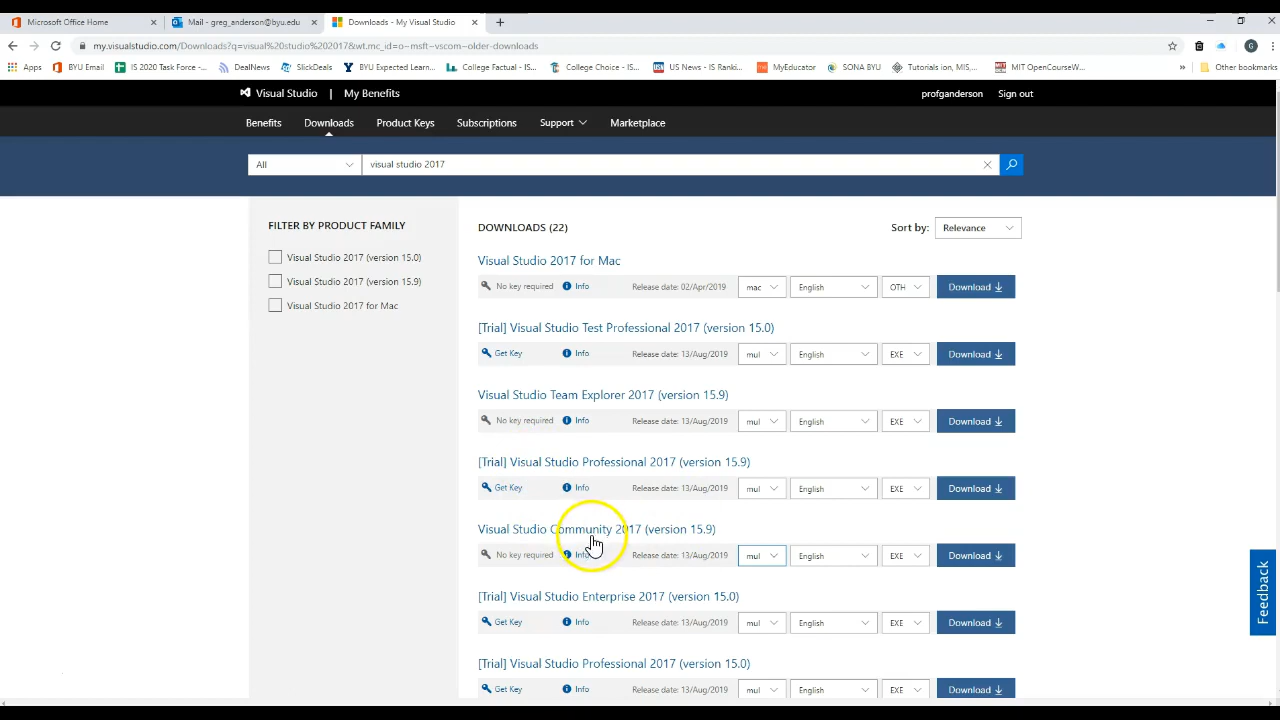 Microsoft Office Home
Mail - greg_anderson@byu.edu
Downloads - My Visual Studio
my.visualstudio.com/Downloads?q=visual%20studio%202017&wt.mc_id=o~msft~vscom~older-downloads
Apps
BYU Email
IS 2020 Task Force -...
DealNews
SlickDeals
BYU Expected Learn...
College Factual - IS...
College Choice - IS...
US News - IS Ranki...
MyEducator
SONA BYU
Tutorials ion, MIS,...
MIT OpenCourseW...
Other bookmarks
Visual Studio | My Benefits
profganderson
Sign out
Benefits
Downloads
Product Keys
Subscriptions
Support
Marketplace
All
visual studio 2017
FILTER BY PRODUCT FAMILY
Visual Studio 2017 (version 15.0)
Visual Studio 2017 (version 15.9)
Visual Studio 2017 for Mac
DOWNLOADS (22)
Sort by: Relevance
Visual Studio 2017 for Mac
No key required Info Release date: 02/Apr/2019 mac English OTH Download
[Trial] Visual Studio Test Professional 2017 (version 15.0)
Get Key Info Release date: 13/Aug/2019 mul English EXE Download
Visual Studio Team Explorer 2017 (version 15.9)
No key required Info Release date: 13/Aug/2019 mul English EXE Download
[Trial] Visual Studio Professional 2017 (version 15.9)
Get Key Info Release date: 13/Aug/2019 mul English EXE Download
Visual Studio Community 2017 (version 15.9)
No key required Info Release date: 13/Aug/2019 mul English EXE Download
[Trial] Visual Studio Enterprise 2017 (version 15.0)
Get Key Info Release date: 13/Aug/2019 mul English EXE Download
[Trial] Visual Studio Professional 2017 (version 15.0)
Get Key Info Release date: 13/Aug/2019 mul English EXE Download
Feedback
G